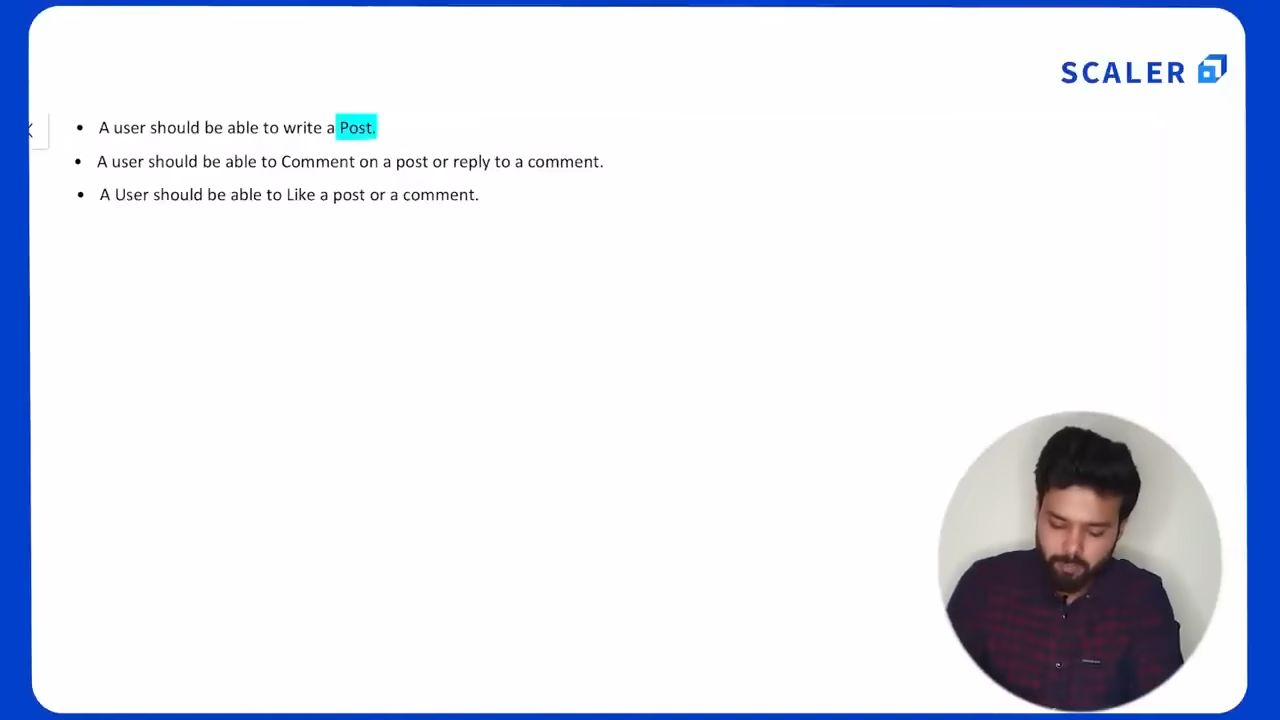 SCALER
• A user should be able to write a Post.
• A user should be able to Comment on a post or reply to a comment.
• A User should be able to Like a post or a comment.